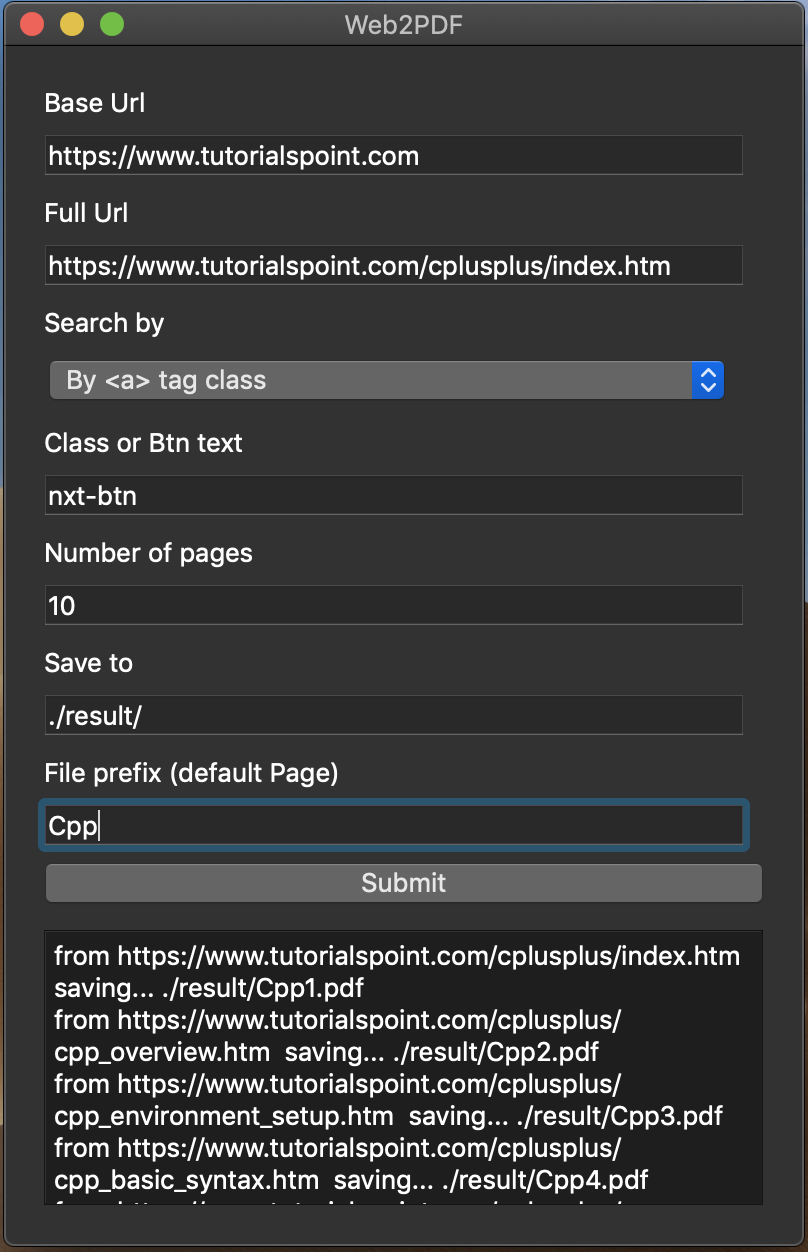 Web2PDF
Base Url
https://www.tutorialspoint.com
Full Url
https://www.tutorialspoint.com/cplusplus/index.htm
Search by
By <a> tag class
Class or Btn text
nxt-btn
Number of pages
10
Save to
./result/
File prefix (default Page)
Cpp
Submit
from https://www.tutorialspoint.com/cplusplus/index.htm
saving... ./result/Cpp1.pdf
from https://www.tutorialspoint.com/cplusplus/
cpp_overview.htm  saving... ./result/Cpp2.pdf
from https://www.tutorialspoint.com/cplusplus/
cpp_environment_setup.htm  saving... ./result/Cpp3.pdf
from https://www.tutorialspoint.com/cplusplus/
cpp_basic_syntax.htm  saving... ./result/Cpp4.pdf